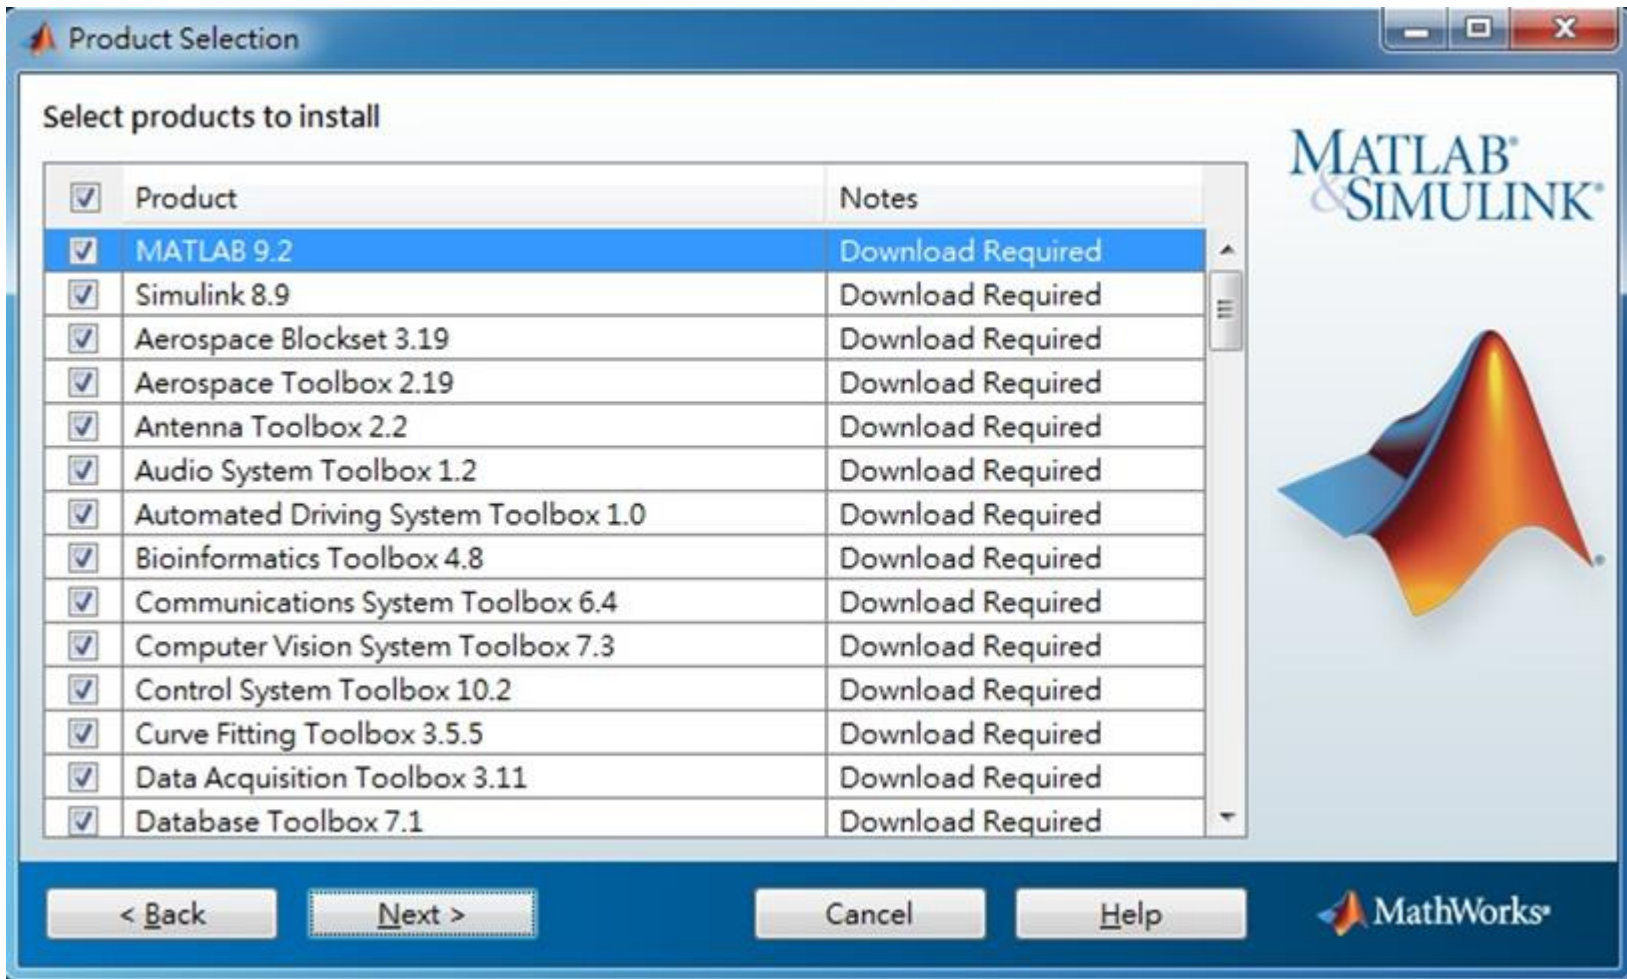 Product Selection
Select products to install
MATLAB®
&SIMULINK®
Product Notes
MATLAB 9.2 Download Required
Simulink 8.9 Download Required
Aerospace Blockset 3.19 Download Required
Aerospace Toolbox 2.19 Download Required
Antenna Toolbox 2.2 Download Required
Audio System Toolbox 1.2 Download Required
Automated Driving System Toolbox 1.0 Download Required
Bioinformatics Toolbox 4.8 Download Required
Communications System Toolbox 6.4 Download Required
Computer Vision System Toolbox 7.3 Download Required
Control System Toolbox 10.2 Download Required
Curve Fitting Toolbox 3.5.5 Download Required
Data Acquisition Toolbox 3.11 Download Required
Database Toolbox 7.1 Download Required
< Back Next > Cancel Help MathWorks®